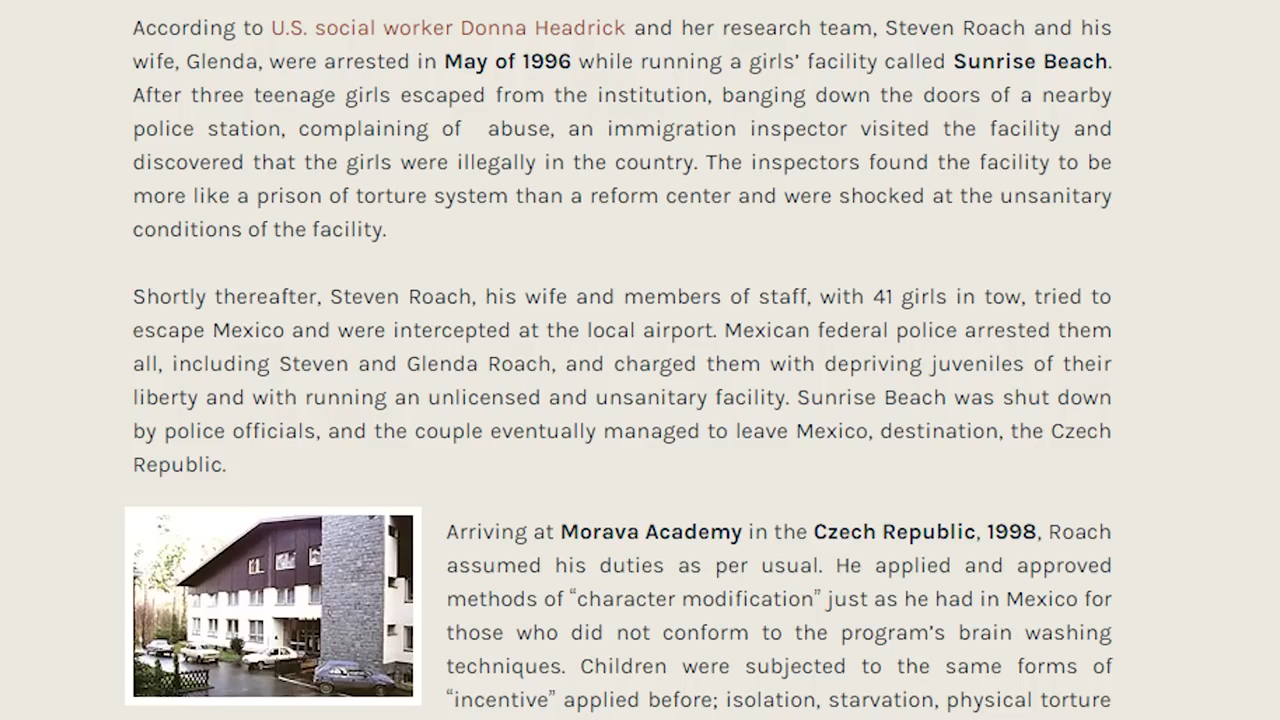 According to U.S. social worker Donna Headrick and her research team, Steven Roach and his
wife, Glenda, were arrested in May of 1996 while running a girls’ facility called Sunrise Beach.
After three teenage girls escaped from the institution, banging down the doors of a nearby
police station, complaining of abuse, an immigration inspector visited the facility and
discovered that the girls were illegally in the country. The inspectors found the facility to be
more like a prison of torture system than a reform center and were shocked at the unsanitary
conditions of the facility.
Shortly thereafter, Steven Roach, his wife and members of staff, with 41 girls in tow, tried to
escape Mexico and were intercepted at the local airport. Mexican federal police arrested them
all, including Steven and Glenda Roach, and charged them with depriving juveniles of their
liberty and with running an unlicensed and unsanitary facility. Sunrise Beach was shut down
by police officials, and the couple eventually managed to leave Mexico, destination, the Czech
Republic.
Arriving at Morava Academy in the Czech Republic, 1998, Roach
assumed his duties as per usual. He applied and approved
methods of “character modification” just as he had in Mexico for
those who did not conform to the program’s brain washing
techniques. Children were subjected to the same forms of
“incentive” applied before; isolation, starvation, physical torture